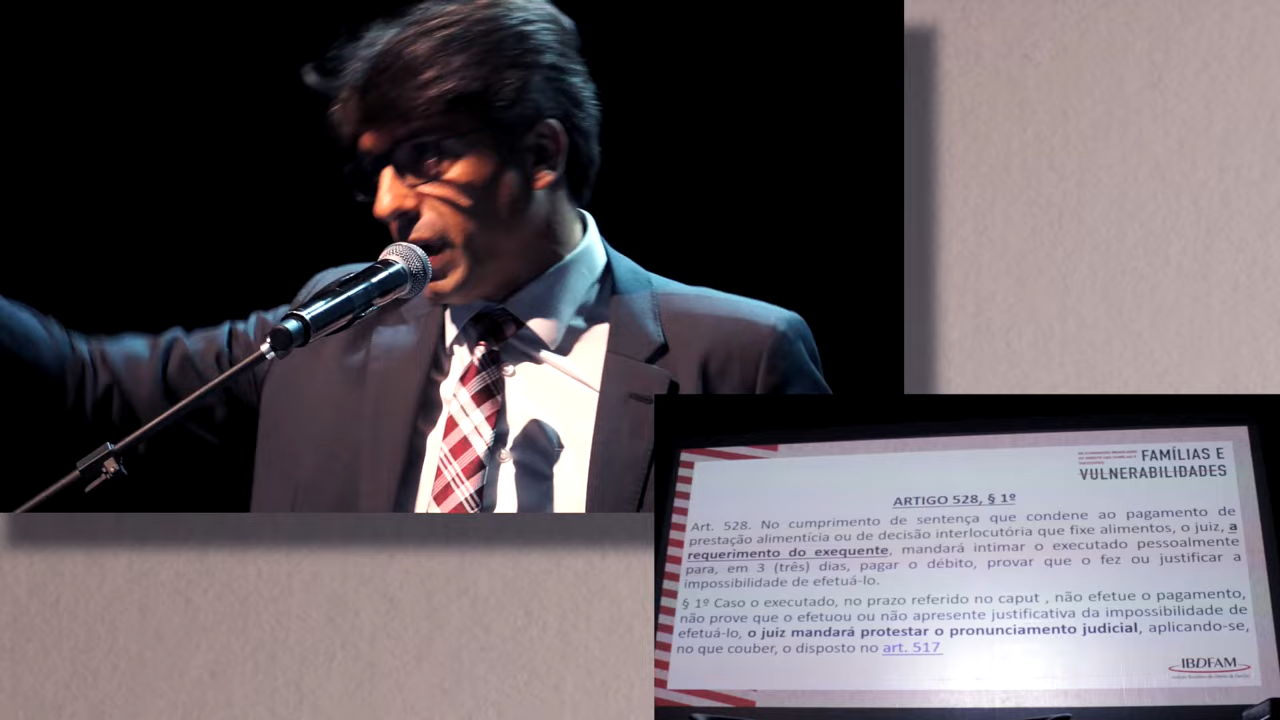 FAMÍLIAS E
VULNERABILIDADES
ARTIGO 528, § 1º
Art. 528. No cumprimento de sentença que condene ao pagamento de
prestação alimentícia ou de decisão interlocutória que fixe alimentos, o juiz, a
requerimento do exequente, mandará intimar o executado pessoalmente
para, em 3 (três) dias, pagar o débito, provar que o fez ou justificar a
impossibilidade de efetuá-lo.
§ 1º Caso o executado, no prazo referido no caput , não efetue o pagamento,
não prove que o efetuou ou não apresente justificativa da impossibilidade de
efetuá-lo, o juiz mandará protestar o pronunciamento judicial, aplicando-se,
no que couber, o disposto no art. 517
IBDFAM